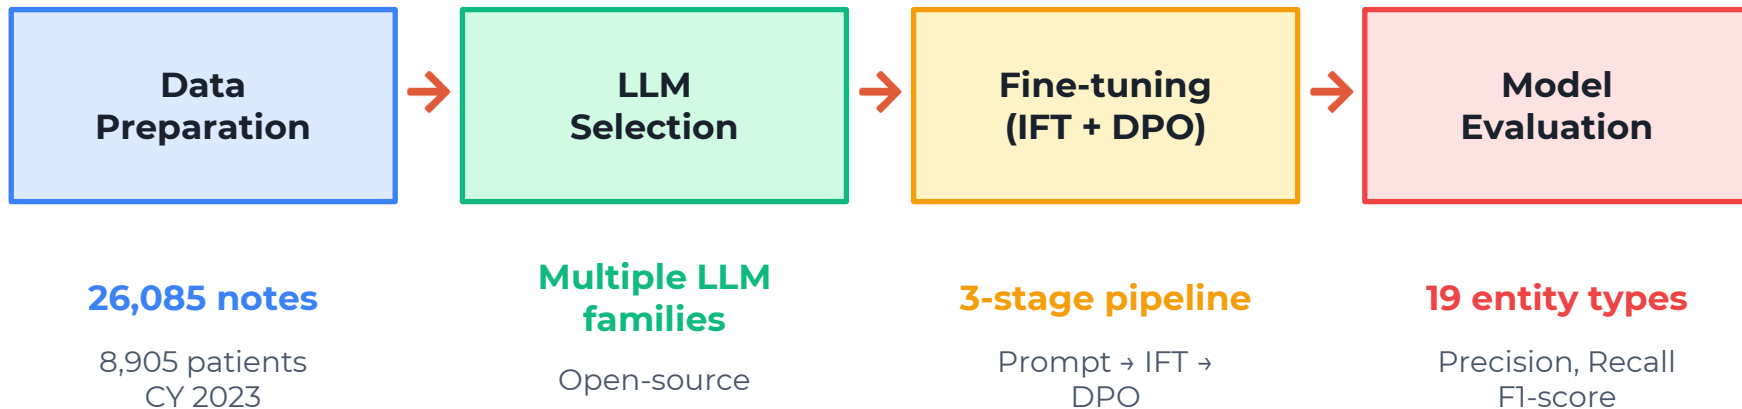 Data
Preparation
LLM
Selection
Fine-tuning
(IFT + DPO)
Model
Evaluation
26,085 notes
8,905 patients
CY 2023
Multiple LLM
families
Open-source
3-stage pipeline
Prompt → IFT →
DPO
19 entity types
Precision, Recall
F1-score